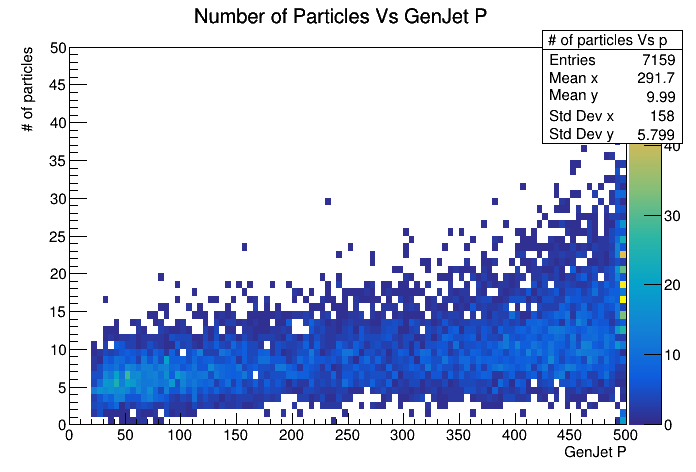 Number of Particles Vs GenJet P
# of particles Vs p
Entries 7159
Mean x 291.7
Mean y 9.99
Std Dev x 158
Std Dev y 5.799
# of particles
50
45
40
35
30
25
20
15
10
5
0
40
30
20
10
0
0 50 100 150 200 250 300 350 400 450 500
GenJet P